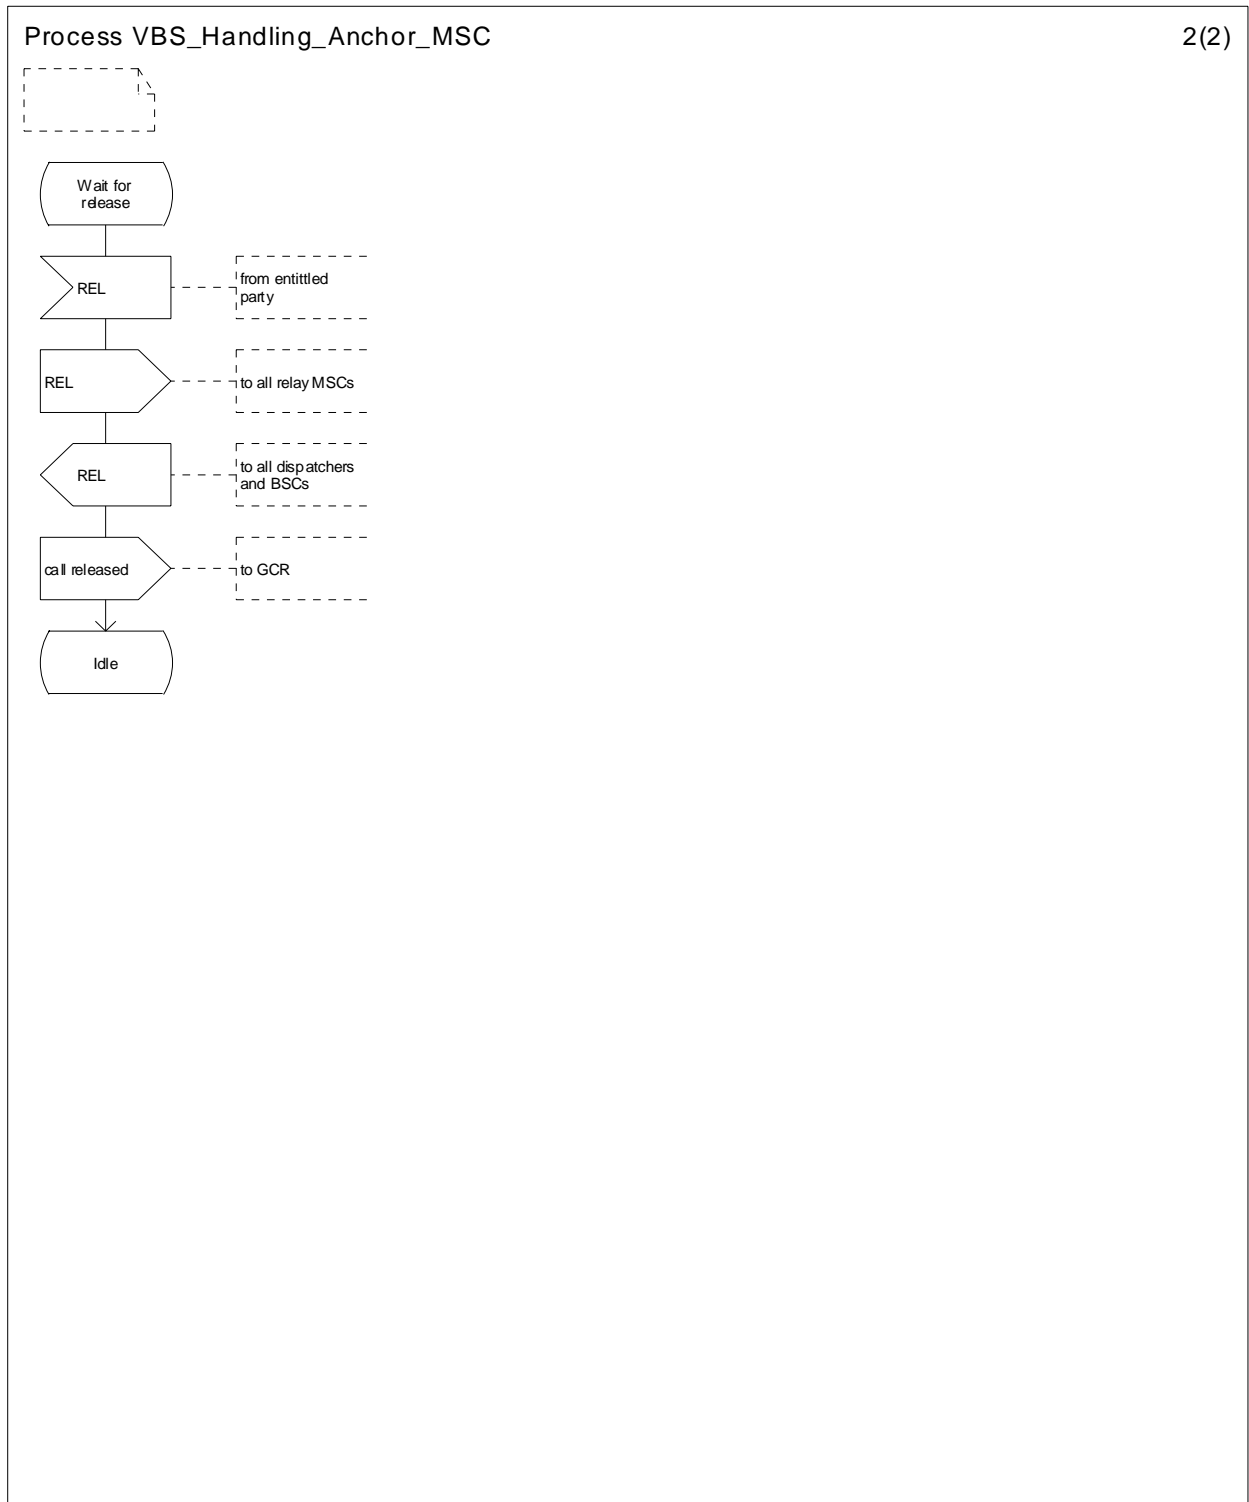 Process VBS_Handling_Anchor_MSC
2(2)
Wait for
release
REL
from entittled
party
REL
to all relay MSCs
REL
to all dispatchers
and BSCs
call released
to GCR
Idle